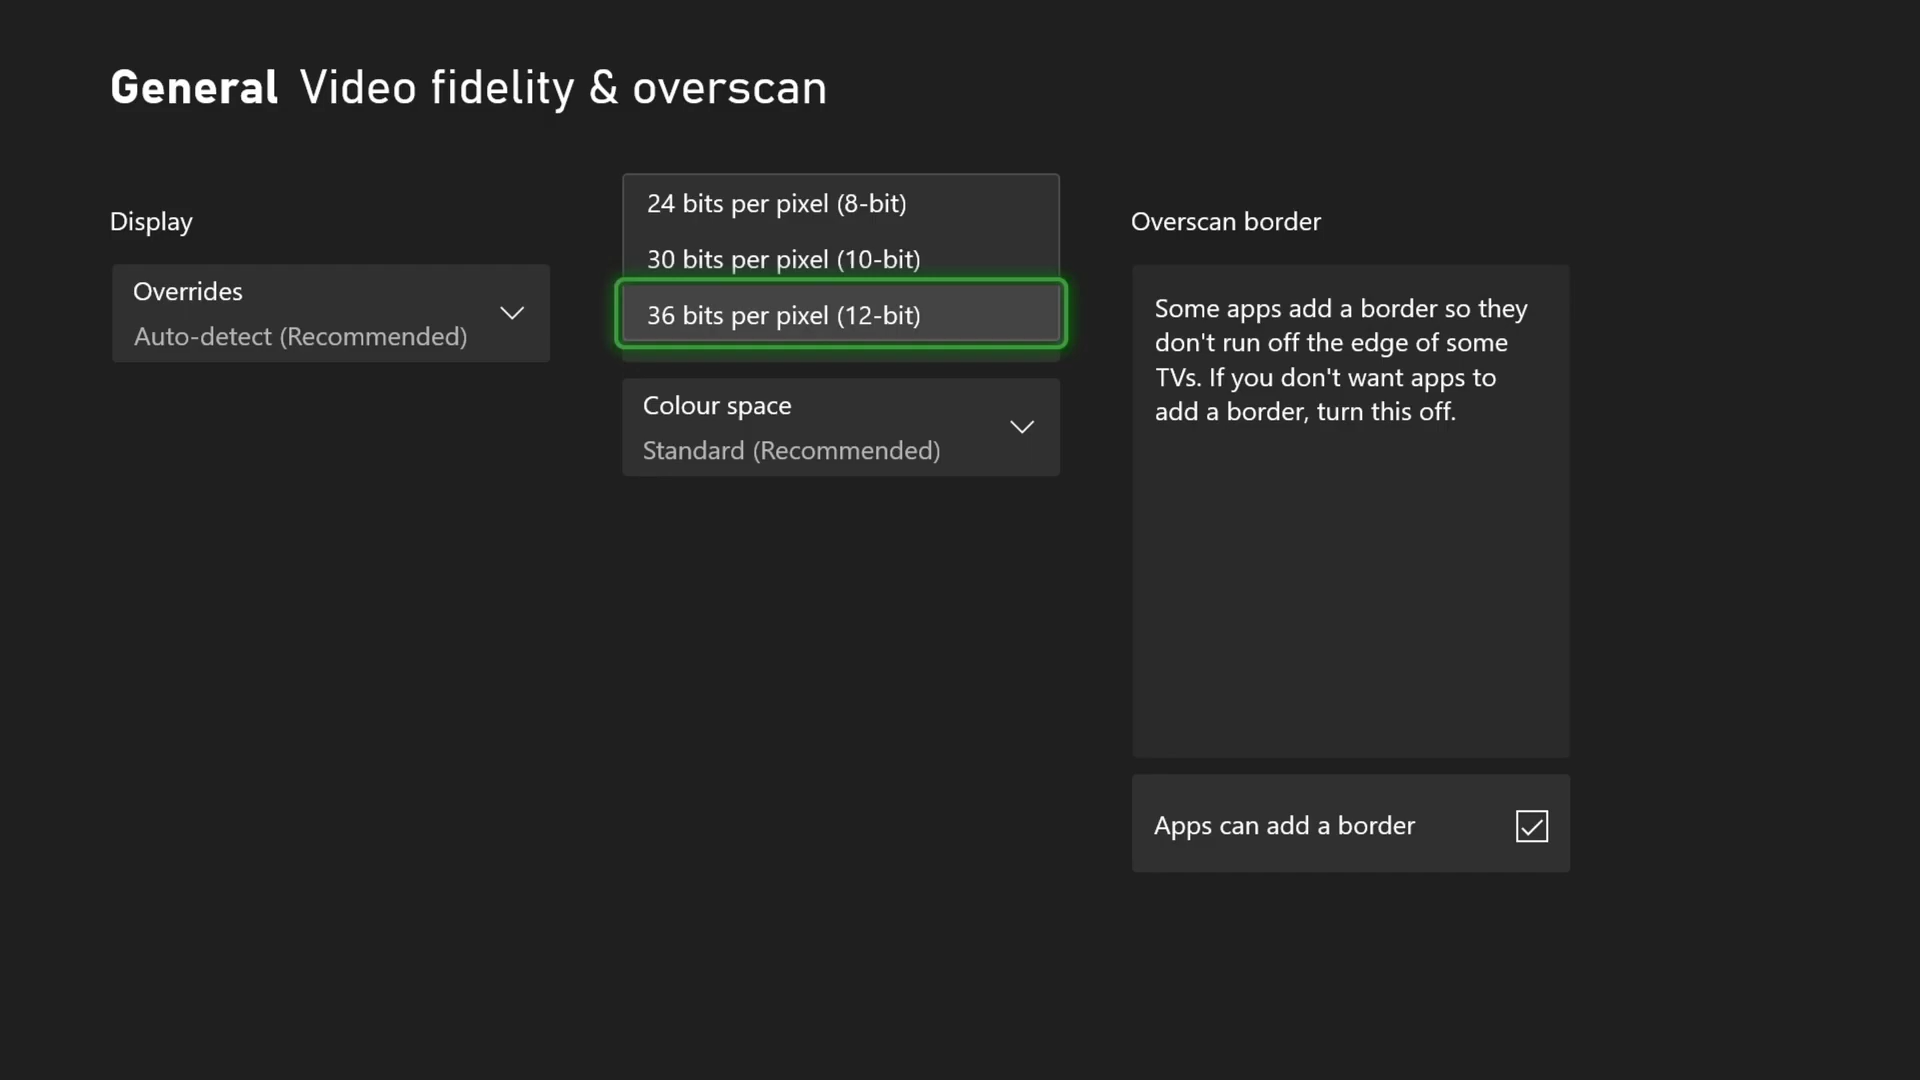 General Video fidelity & overscan
Display
Overrides
Auto-detect (Recommended)
24 bits per pixel (8-bit)
30 bits per pixel (10-bit)
36 bits per pixel (12-bit)
Colour space
Standard (Recommended)
Overscan border
Some apps add a border so they
don't run off the edge of some
TVs. If you don't want apps to
add a border, turn this off.
Apps can add a border